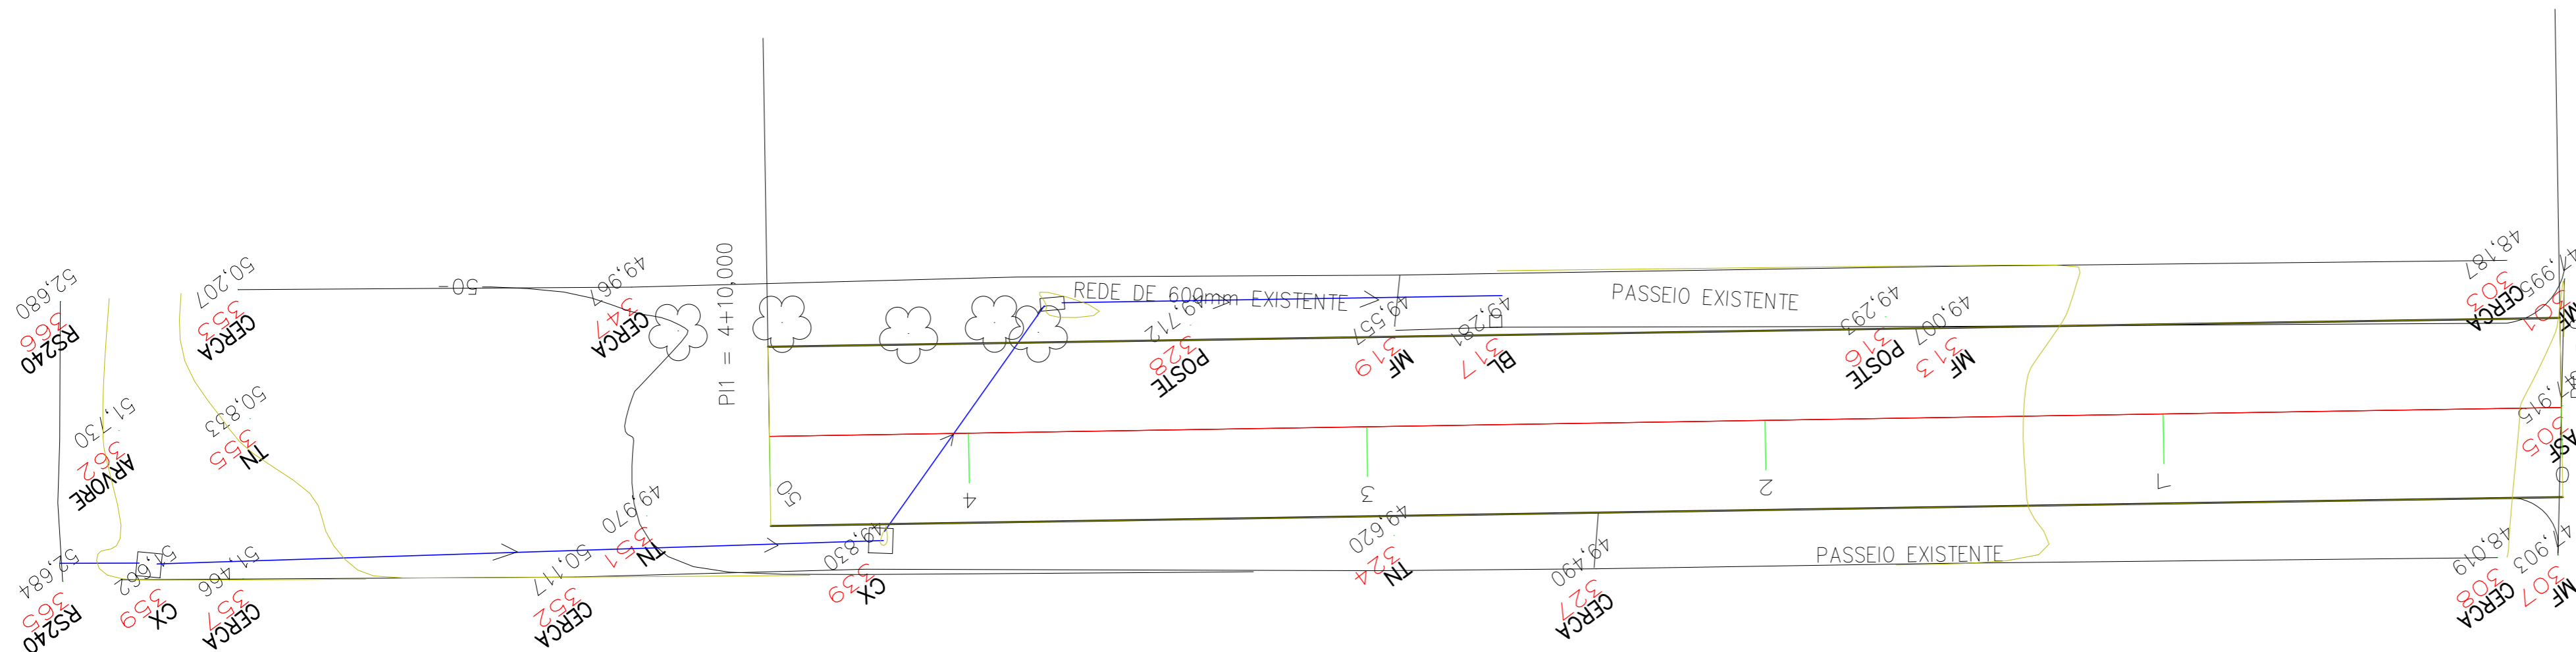 52,680
366
RS240
50,207
353
CERCA
50
49,967
347
CERCA
PI1 = 4+10,000
REDE DE 600mm EXISTENTE
49,712
328
POSTE
49,557
319
MF
49,281
317
BL
PASSEIO EXISTENTE
49,293
316
POSTE
49,007
313
MF
48,187
303
CERCA
51,730
362
ARVORE
50,833
355
TN
50
4
3
2
1
0
305
52,684
365
RS240
51,662
359
CX
51,466
357
CERCA
50,117
352
CERCA
49,970
351
TN
49,830
339
CX
49,620
324
TN
49,490
327
CERCA
PASSEIO EXISTENTE
48,019
308
CERCA
47,903
307
MF